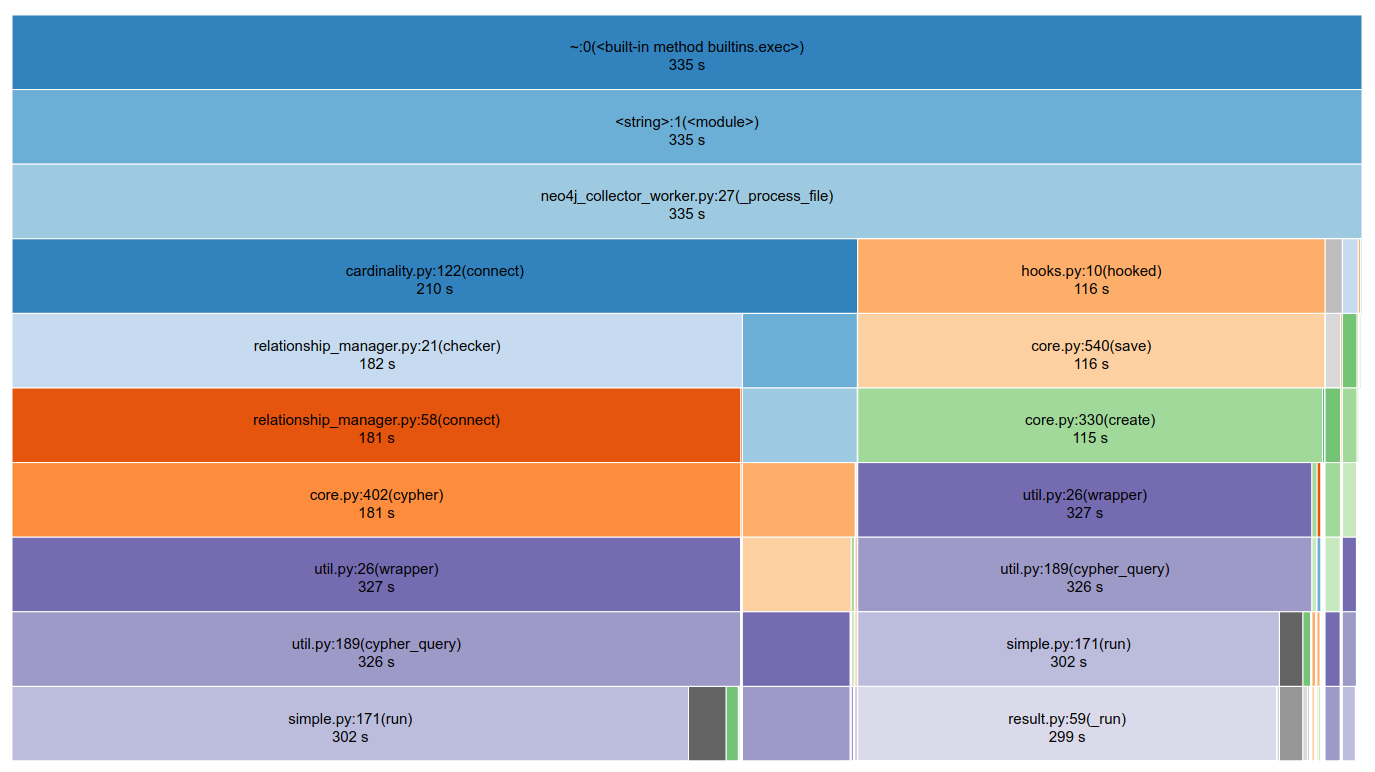 ~:0(<built-in method builtins.exec>)
335 s
<string>:1(<module>)
335 s
neo4j_collector_worker.py:27(_process_file)
335 s
cardinality.py:122(connect)
210 s
hooks.py:10(hooked)
116 s
relationship_manager.py:21(checker)
182 s
core.py:540(save)
116 s
relationship_manager.py:58(connect)
181 s
core.py:330(create)
115 s
core.py:402(cypher)
181 s
util.py:26(wrapper)
327 s
util.py:26(wrapper)
327 s
util.py:189(cypher_query)
326 s
util.py:189(cypher_query)
326 s
simple.py:171(run)
302 s
simple.py:171(run)
302 s
result.py:59(_run)
299 s